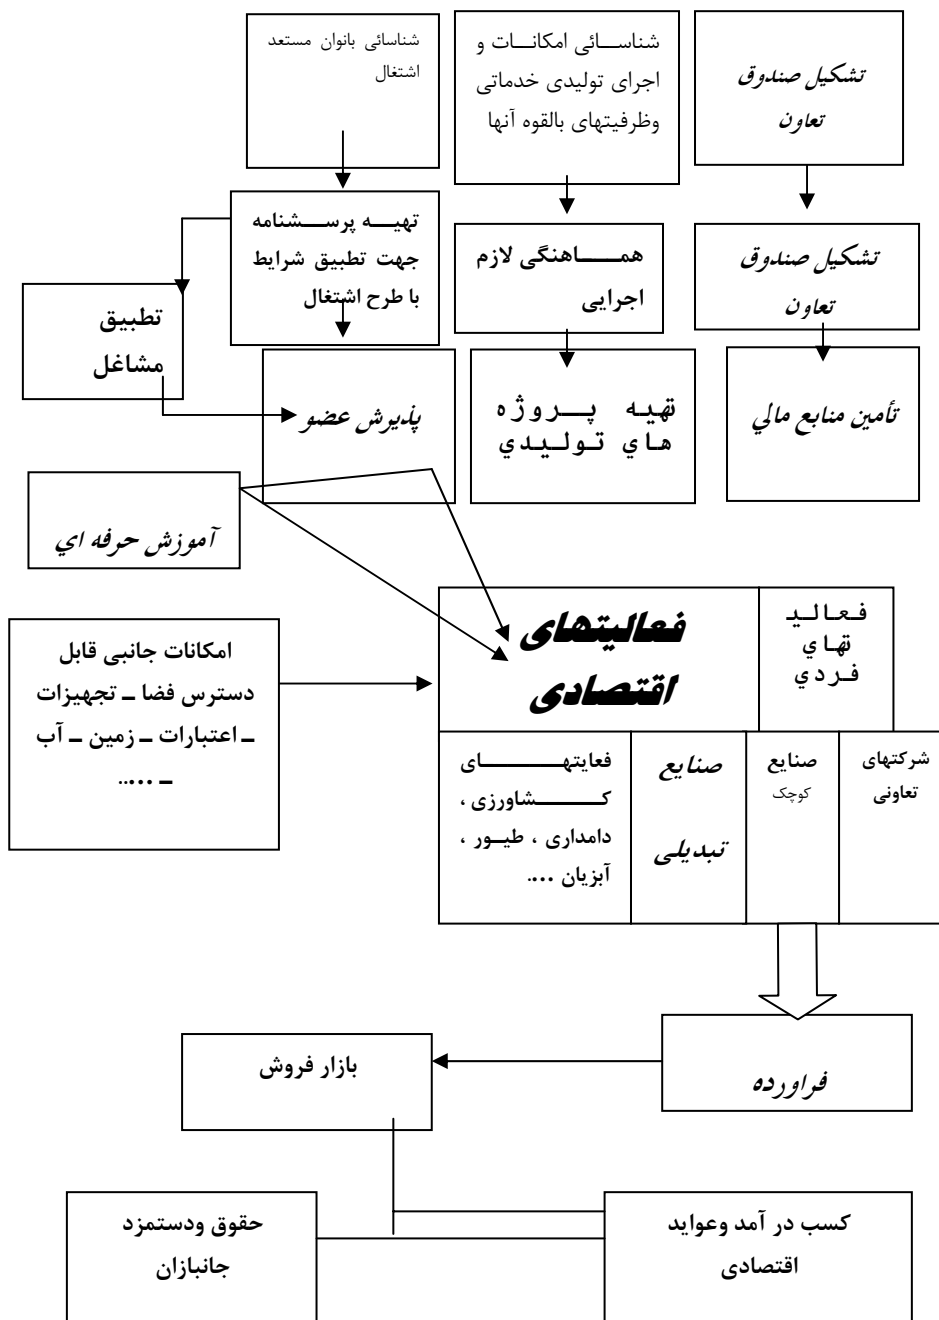 تشکیل صندوق
تعاون
شناسائی امکانات و
اجرای تولیدی خدماتی
وظرفیتهای بالقوه آنها
شناسائی بانوان مستعد
اشتغال
تشکیل صندوق
تعاون
هماهنگی لازم
اجرایی
تهیه پرسشنامه
جهت تطبیق شرایط
با طرح اشتغال
تطبیق
مشاغل
تأمین منابع مالي
تهیه پروژه
هاي تولیدي
پذیرش عضو
آموزش حرفه اي
فعالیتهای
اقتصادی
فعالید
تهاي
فردي
امکانات جانبی قابل
دسترس فضا – تجهیزات
– اعتبارات – زمین – آب
– .....
شرکتهای
تعاونی
صنایع
کوچک
صنایع
تبدیلی
فعایتهای
کشاورزی ،
دامداری ، طیور ،
آبزیان ....
فراورده
بازار فروش
کسب در آمد وعواید
اقتصادی
حقوق ودستمزد
جانبازان